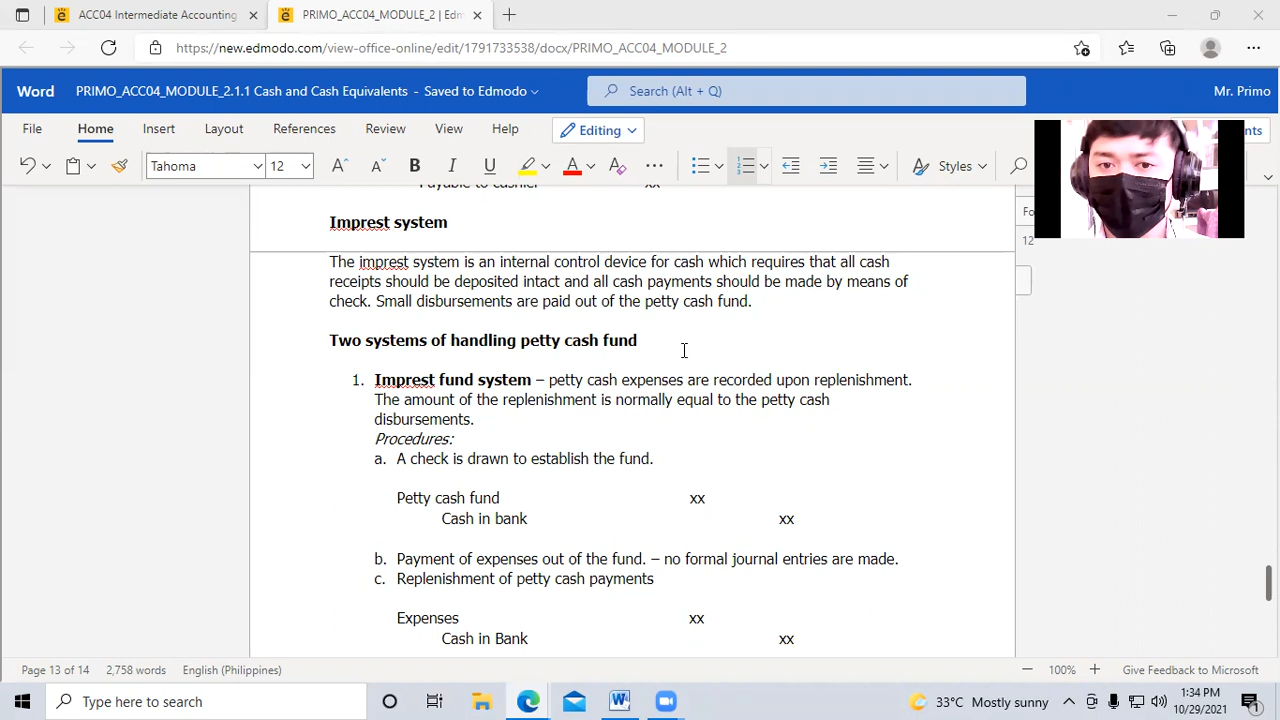 ACC04 Intermediate Accounting
PRIMO_ACC04_MODULE_2 | Edm
https://new.edmodo.com/view-office-online/edit/1791733538/docx/PRIMO_ACC04_MODULE_2
Word
PRIMO_ACC04_MODULE_2.1.1 Cash and Cash Equivalents - Saved to Edmodo
Search (Alt + Q)
Mr. Primo
File Home Insert Layout References Review View Help Editing
Tahoma 12 A A B I U A A Styles
Payable to cashier xx
Imprest system
The imprest system is an internal control device for cash which requires that all cash
receipts should be deposited intact and all cash payments should be made by means of
check. Small disbursements are paid out of the petty cash fund.
Two systems of handling petty cash fund
1. Imprest fund system – petty cash expenses are recorded upon replenishment.
The amount of the replenishment is normally equal to the petty cash
disbursements.
Procedures:
a. A check is drawn to establish the fund.
Petty cash fund xx
Cash in bank xx
b. Payment of expenses out of the fund. – no formal journal entries are made.
c. Replenishment of petty cash payments
Expenses xx
Cash in Bank xx
Page 13 of 14 2,758 words English (Philippines) 100% Give Feedback to Microsoft
Type here to search
33°C Mostly sunny
1:34 PM
10/29/2021